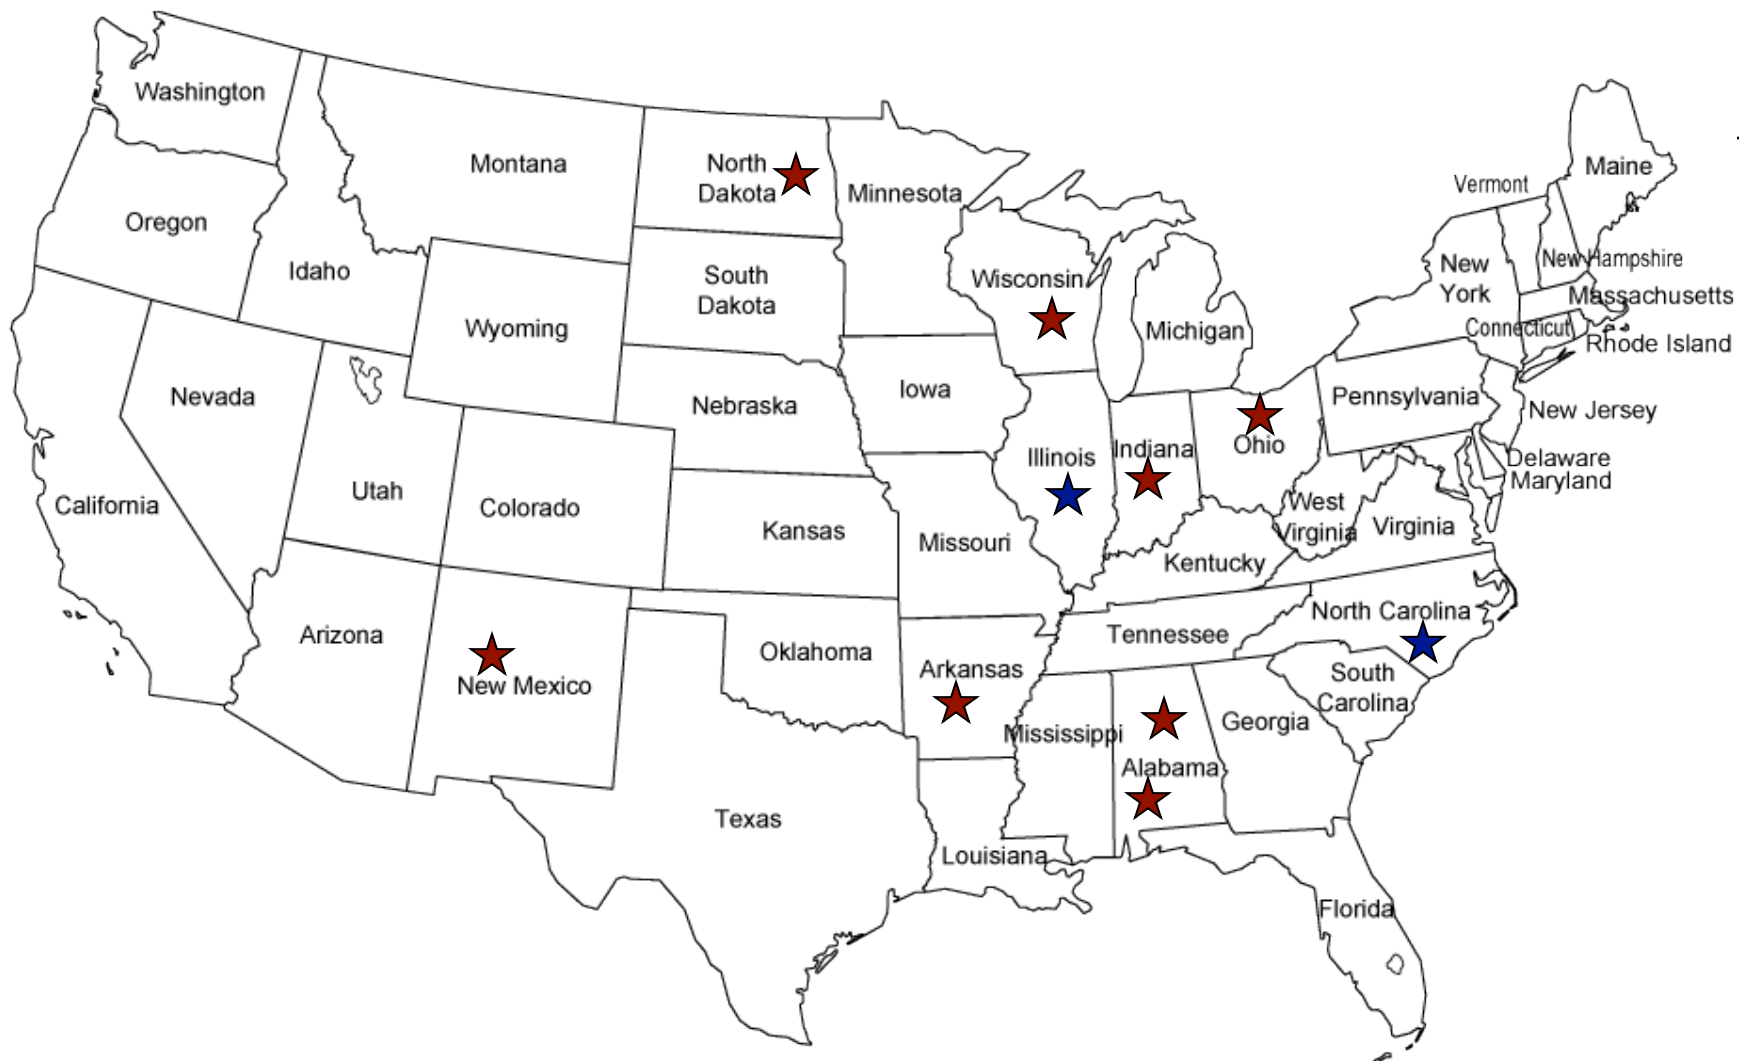 Washington
Montana
North
Dakota
Minnesota
Maine
Vermont
Oregon
Idaho
South
Dakota
Wisconsin
New
York
New Hampshire
Massachusetts
Wyoming
Michigan
Connecticut
Rhode Island
Nevada
Nebraska
Iowa
Pennsylvania
New Jersey
California
Utah
Colorado
Kansas
Missouri
Illinois
Indiana
Ohio
West
Virginia
Virginia
Delaware
Maryland
Kentucky
Arizona
New Mexico
Oklahoma
Arkansas
Tennessee
North Carolina
South
Carolina
Mississippi
Alabama
Georgia
Texas
Louisiana
Florida